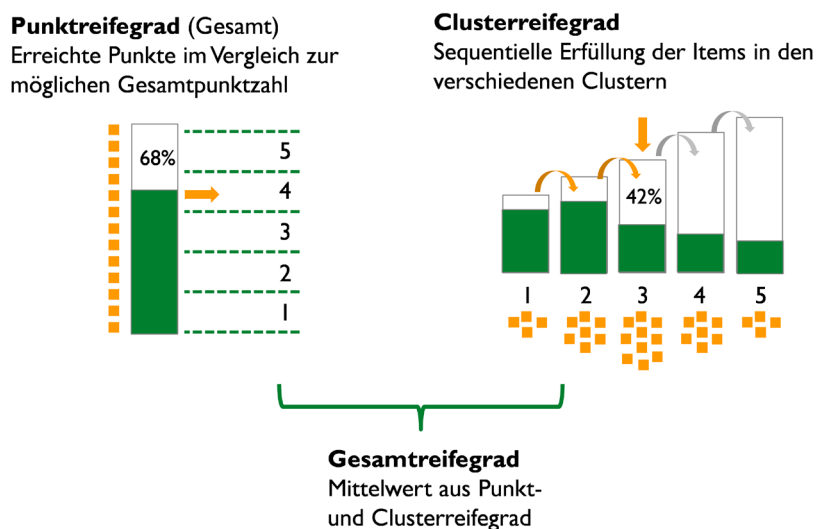 Punktreifegrad (Gesamt)
Erreichte Punkte im Vergleich zur
möglichen Gesamtpunktzahl
68%
5
4
3
2
1
Clusterreifegrad
Sequentielle Erfüllung der Items in den
verschiedenen Clustern
42%
1 2 3 4 5
Gesamtreifegrad
Mittelwert aus Punkt-
und Clusterreifegrad